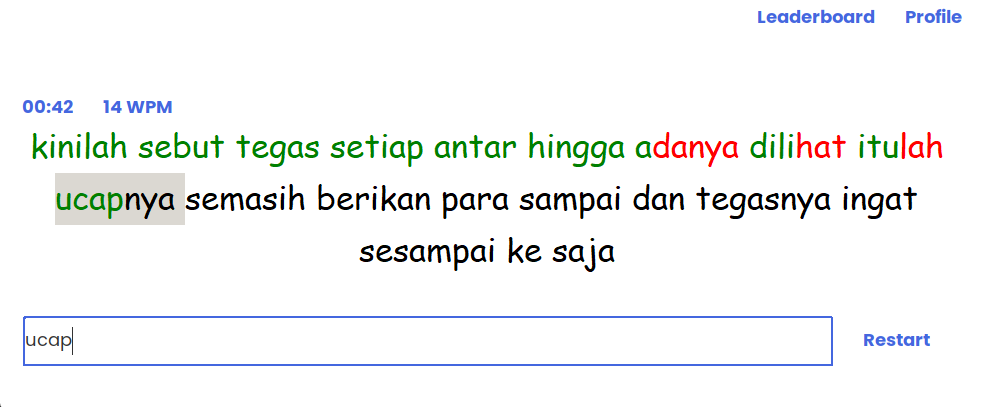 Leaderboard Profile
00:42 14 WPM
kinilah sebut tegas setiap antar hingga adanya dilihat itulah
ucapnya semasih berikan para sampai dan tegasnya ingat
sesampai ke saja
ucap Restart